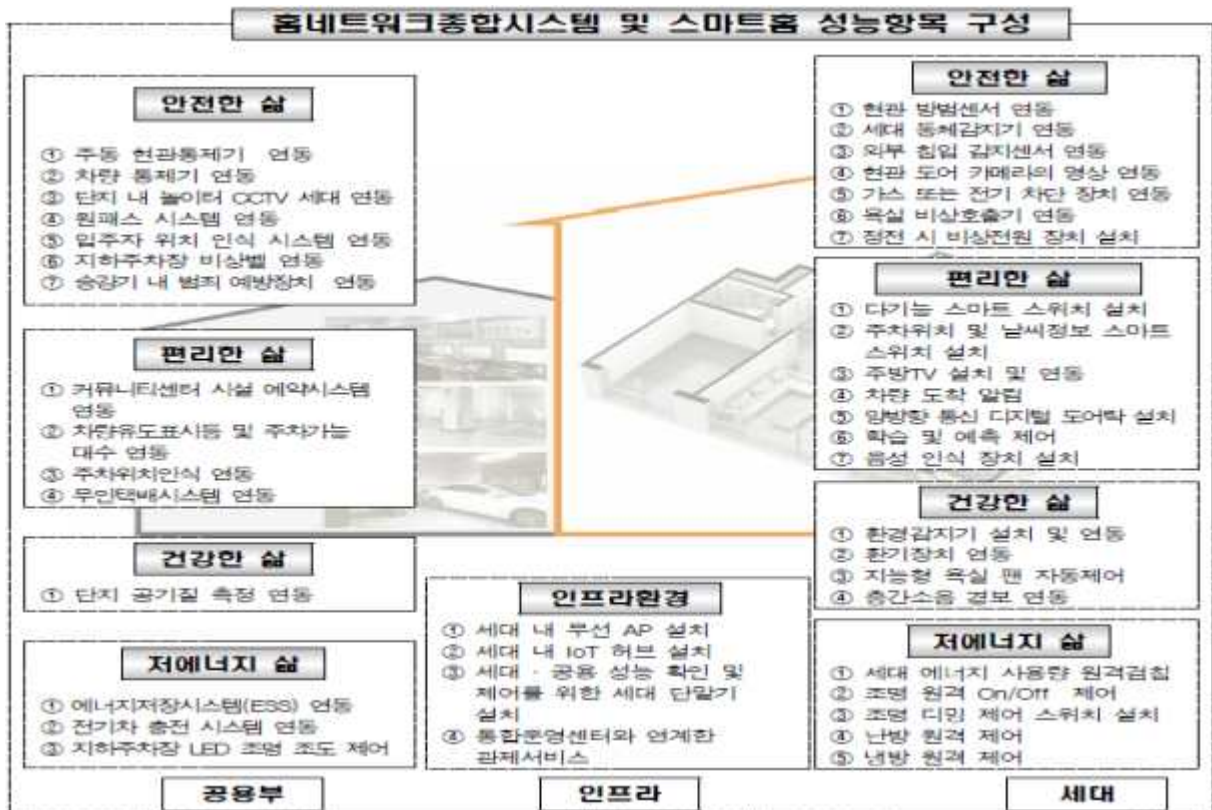 홈네트워크종합시스템 및 스마트홈 성능항목 구성
안전한 삶
① 주동 현관통제기 연동
② 차량 통제기 연동
③ 단지 내 놀이터 CCTV 세대 연동
④ 원패스 시스템 연동
⑤ 입주자 위치 인식 시스템 연동
⑥ 지하주차장 비상벨 연동
⑦ 승강기 내 범죄 예방장치 연동
편리한 삶
① 커뮤니티센터 시설 예약시스템
연동
② 차량유도표시등 및 주차가능
대수 연동
③ 주차위치인식 연동
④ 무인택배시스템 연동
건강한 삶
① 단지 공기질 측정 연동
저에너지 삶
① 에너지저장시스템(ESS) 연동
② 전기차 충전 시스템 연동
③ 지하주차장 LED 조명 조도 제어
공용부
인프라환경
① 세대 내 무선 AP 설치
② 세대 내 IoT 허브 설치
③ 세대 · 공용 성능 확인 및
제어를 위한 세대 단말기
설치
④ 통합운영센터와 연계한
관제서비스
인프라
안전한 삶
① 현관 방범센서 연동
② 세대 동체감지기 연동
③ 외부 침입 감지센서 연동
④ 현관 도어 카메라의 영상 연동
⑤ 가스 또는 전기 차단 장치 연동
⑥ 욕실 비상호출기 연동
⑦ 정전 시 비상전원 장치 설치
편리한 삶
① 다기능 스마트 스위치 설치
② 주차위치 및 날씨정보 스마트
스위치 설치
③ 주방TV 설치 및 연동
④ 차량 도착 알림
⑤ 양방향 통신 디지털 도어락 설치
⑥ 학습 및 예측 제어
⑦ 음성 인식 장치 설치
건강한 삶
① 환경감지기 설치 및 연동
② 환기장치 연동
③ 지능형 욕실 팬 자동제어
④ 층간소음 경보 연동
저에너지 삶
① 세대 에너지 사용량 원격검침
② 조명 원격 On/Off 제어
③ 조명 디밍 제어 스위치 설치
④ 난방 원격 제어
⑤ 냉방 원격 제어
세대